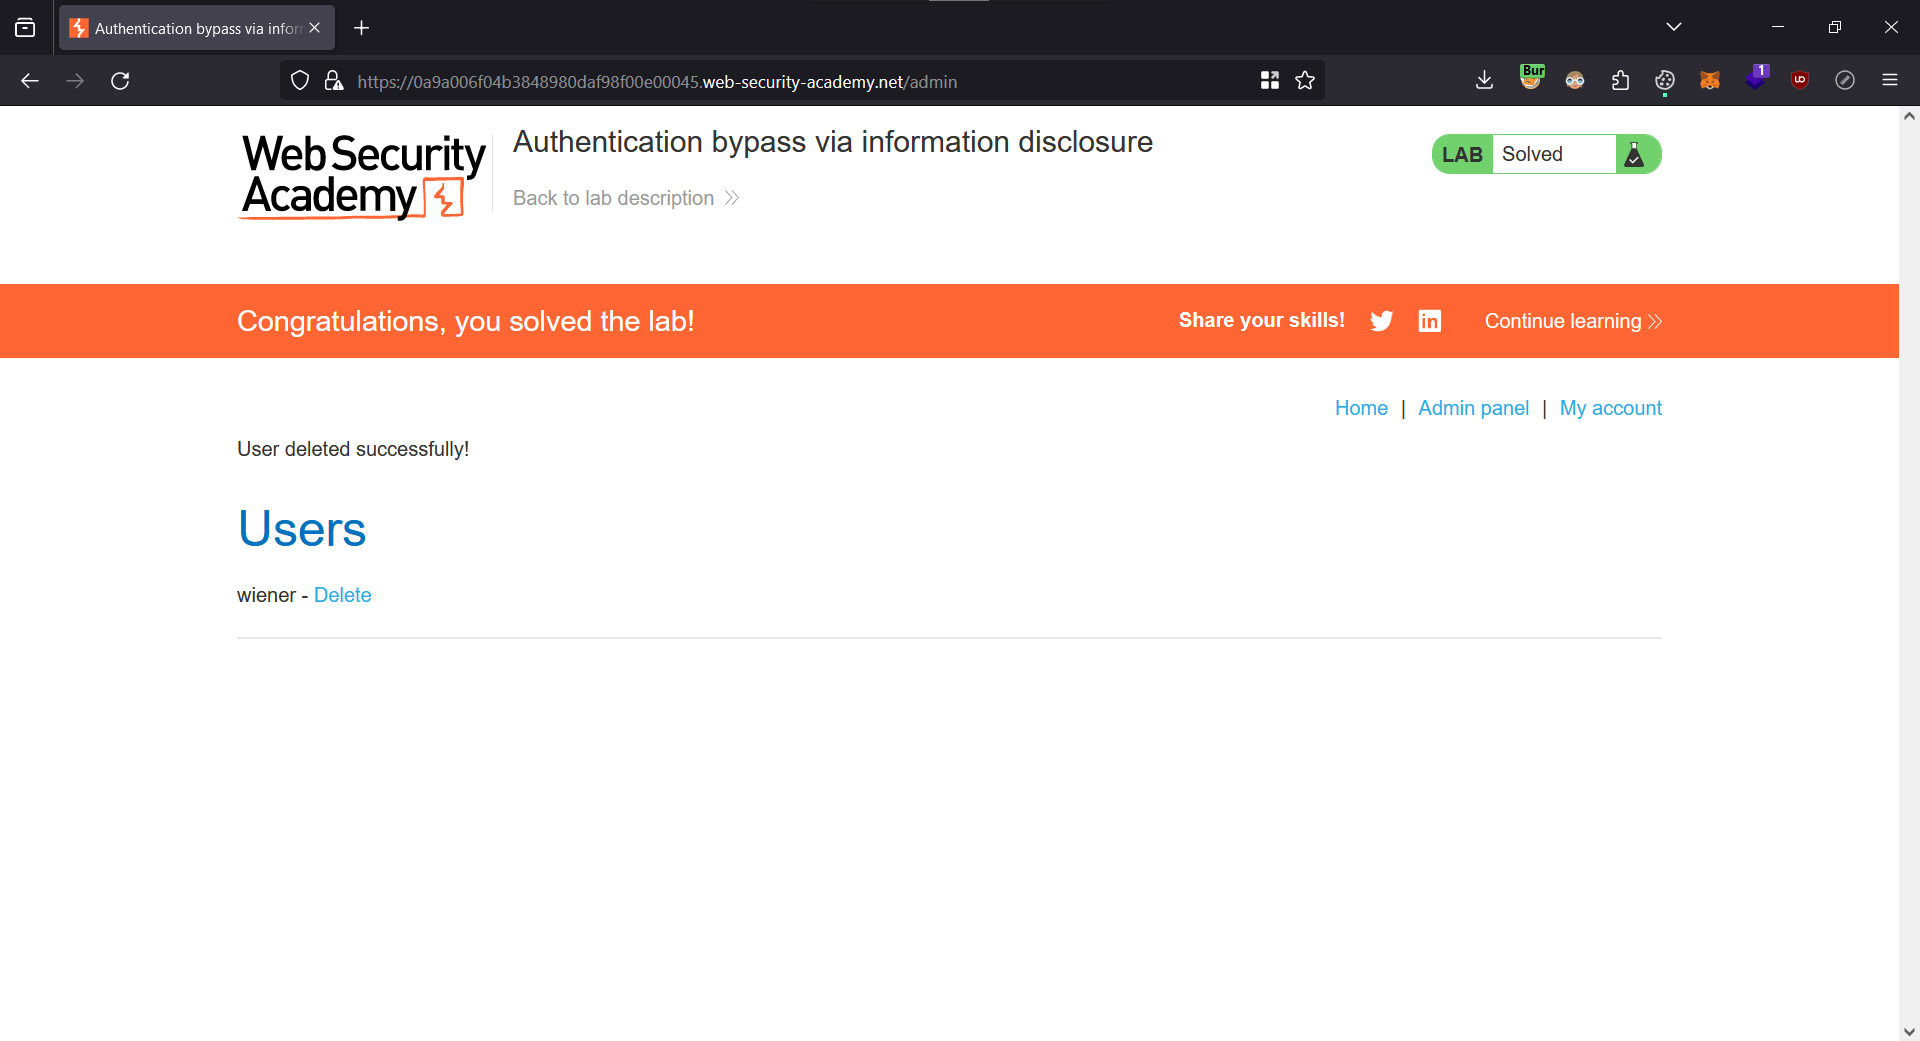 Authentication bypass via infor
https://0a9a006f04b3848980daf98f00e00045.web-security-academy.net/admin
Bur
1
Web Security
Academy
Authentication bypass via information disclosure
Back to lab description
LAB Solved
Congratulations, you solved the lab!
Share your skills!
in
Continue learning
Home | Admin panel | My account
User deleted successfully!
Users
wiener - Delete